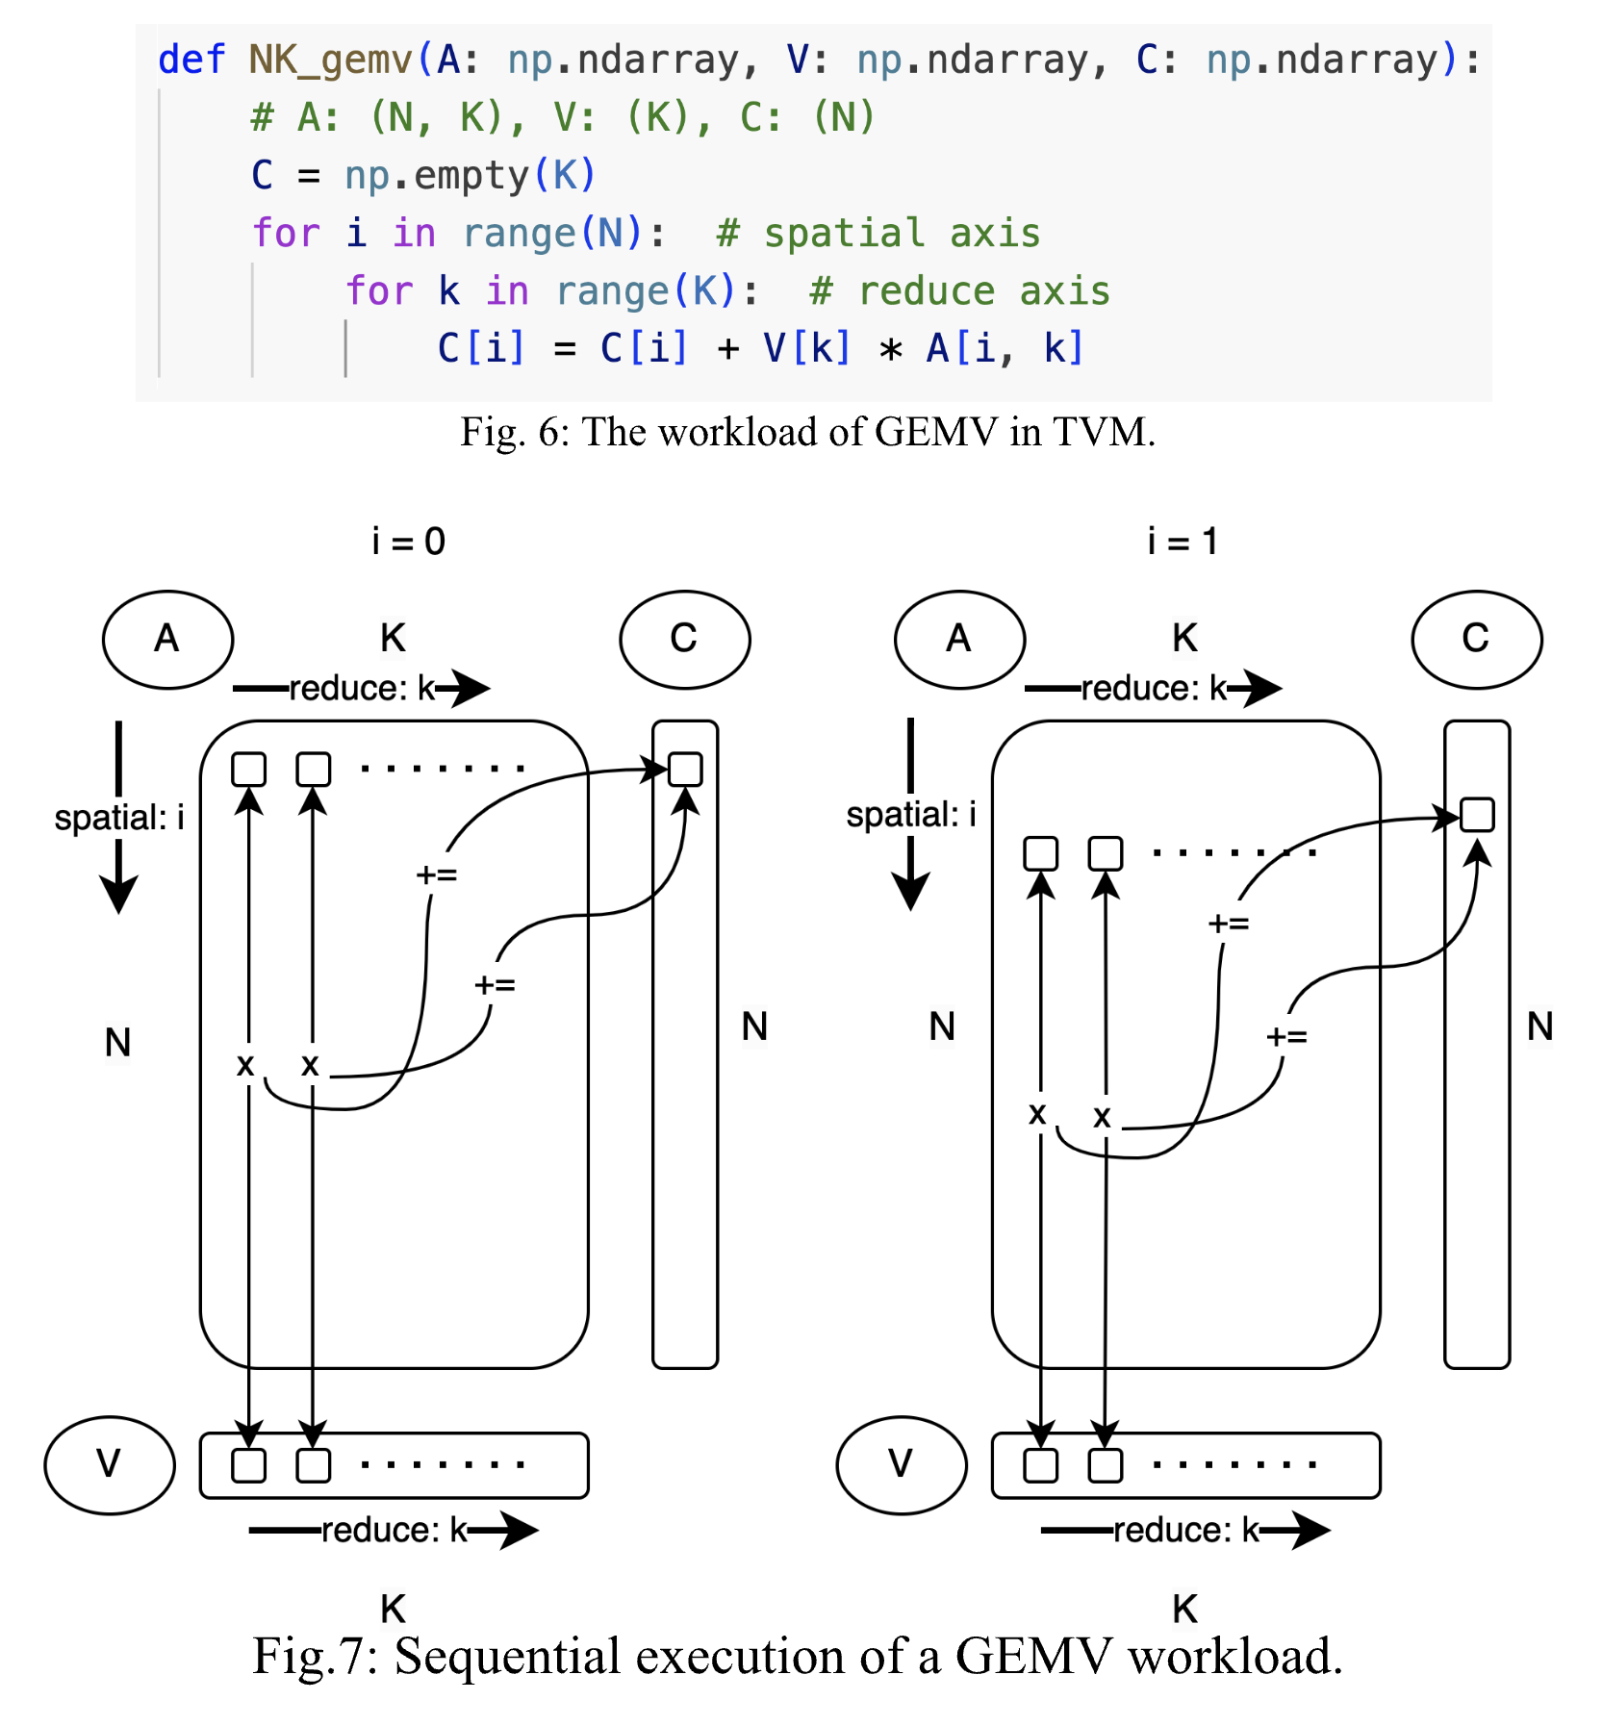 def NK_gemv(A: np.ndarray, V: np.ndarray, C: np.ndarray):
# A: (N, K), V: (K), C: (N)
C = np.empty(K)
for i in range(N):  # spatial axis
for k in range(K):  # reduce axis
C[i] = C[i] + V[k] * A[i, k]
Fig. 6: The workload of GEMV in TVM.
i = 0
A
K
C
reduce: k
spatial: i
+=
+=
N
N
x
x
V
reduce: k
K
i = 1
A
K
C
reduce: k
spatial: i
+=
+=
N
N
x
x
V
reduce: k
K
Fig.7: Sequential execution of a GEMV workload.